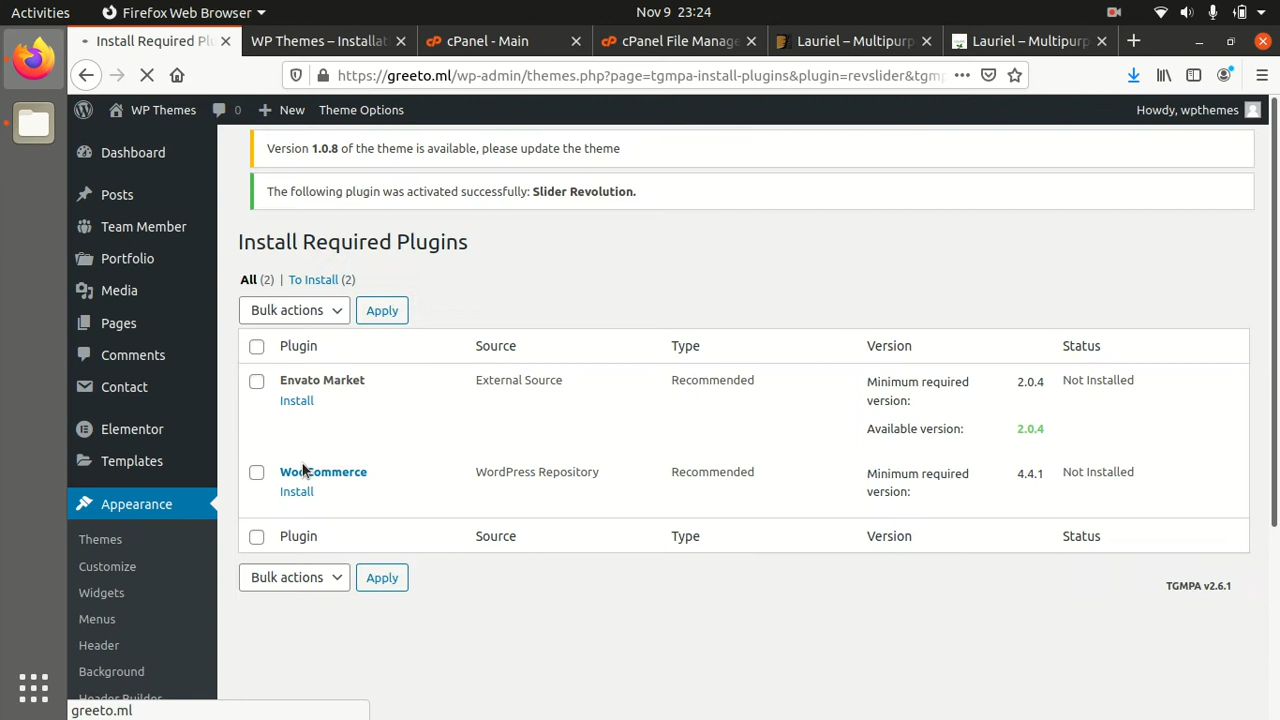 Activities
Firefox Web Browser
Nov 9 23:24
Install Required Plu
WP Themes – Installat
cPanel - Main
cPanel File Manage
Lauriel – Multipurp
Lauriel – Multipurp
https://greeto.ml/wp-admin/themes.php?page=tgmpa-install-plugins&plugin=revslider&tgm
WP Themes
0
New
Theme Options
Howdy, wpthemes
Dashboard
Posts
Team Member
Portfolio
Media
Pages
Comments
Contact
Elementor
Templates
Appearance
Themes
Customize
Widgets
Menus
Header
Background
Header Builder
Version 1.0.8 of the theme is available, please update the theme
The following plugin was activated successfully: Slider Revolution.
Install Required Plugins
All (2) | To Install (2)
Bulk actions Apply
Plugin Source Type Version Status
Envato Market External Source Recommended Minimum required version: 2.0.4 Not Installed
Install
Available version: 2.0.4
WooCommerce WordPress Repository Recommended Minimum required version: 4.4.1 Not Installed
Install
Plugin Source Type Version Status
Bulk actions Apply
TGMPA v2.6.1
greeto.ml